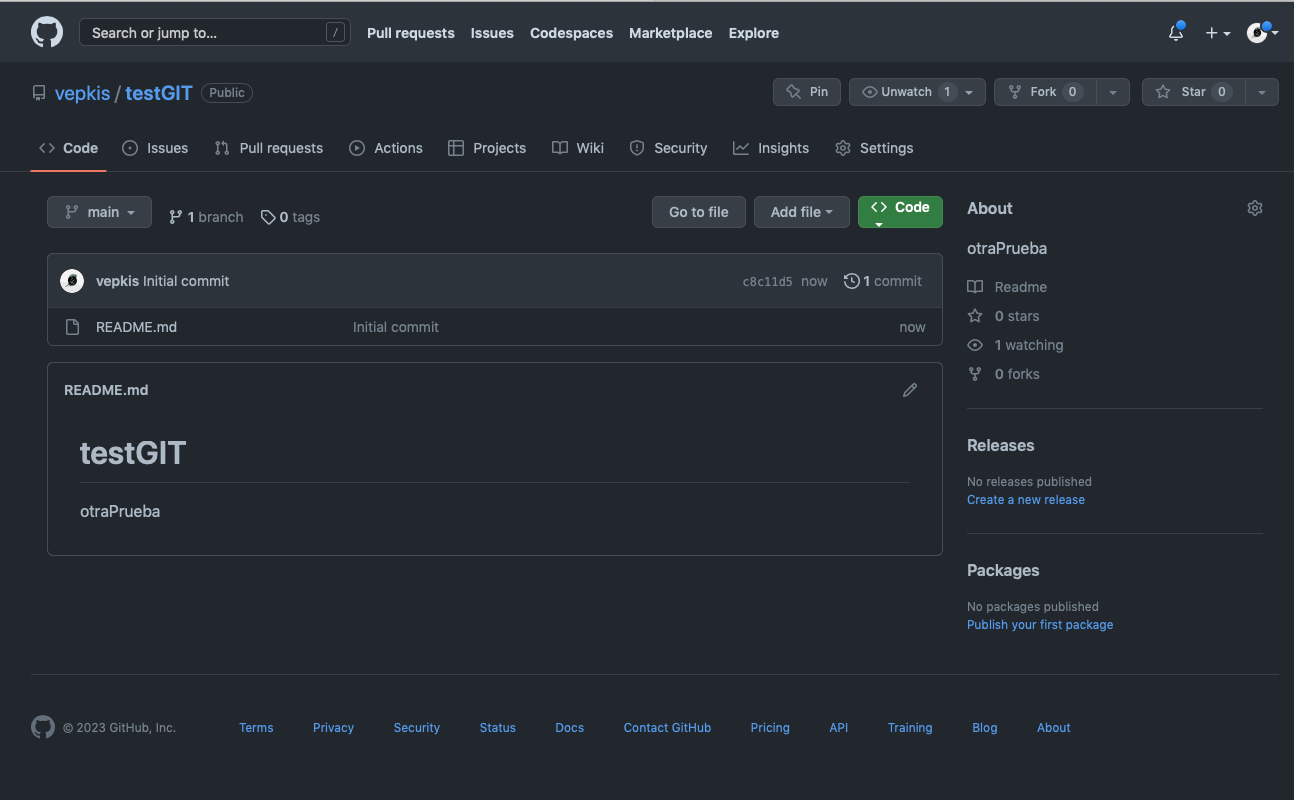 Search or jump to... / Pull requests Issues Codespaces Marketplace Explore
vepkis / testGIT Public Pin Unwatch 1 Fork 0 Star 0
Code Issues Pull requests Actions Projects Wiki Security Insights Settings
main 1 branch 0 tags Go to file Add file Code
vepkis Initial commit c8c11d5 now 1 commit
README.md Initial commit now
README.md
testGIT
otraPrueba
About
otraPrueba
Readme
0 stars
1 watching
0 forks
Releases
No releases published
Create a new release
Packages
No packages published
Publish your first package
© 2023 GitHub, Inc. Terms Privacy Security Status Docs Contact GitHub Pricing API Training Blog About